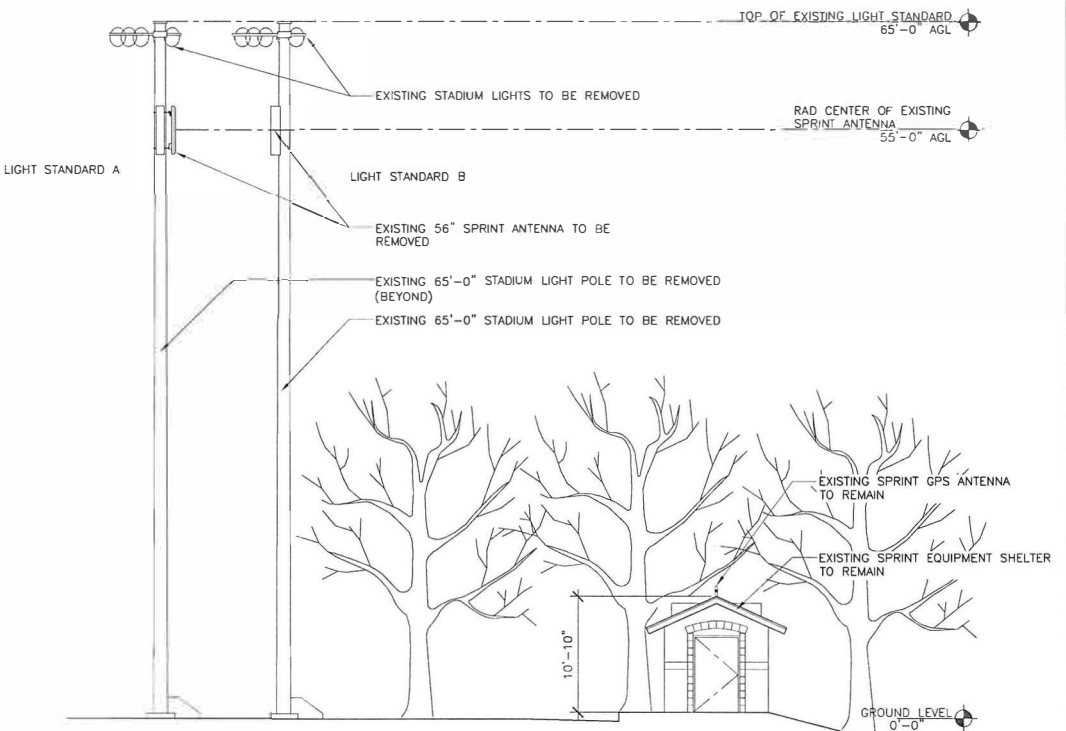 TOP OF EXISTING LIGHT STANDARD
65'-0" AGL
EXISTING STADIUM LIGHTS TO BE REMOVED
RAD CENTER OF EXISTING
SPRINT ANTENNA
55'-0" AGL
LIGHT STANDARD A
LIGHT STANDARD B
EXISTING 56" SPRINT ANTENNA TO BE
REMOVED
EXISTING 65'-0" STADIUM LIGHT POLE TO BE REMOVED
(BEYOND)
EXISTING 65'-0" STADIUM LIGHT POLE TO BE REMOVED
EXISTING SPRINT GPS ANTENNA
TO REMAIN
EXISTING SPRINT EQUIPMENT SHELTER
TO REMAIN
10'-10"
GROUND LEVEL
0'-0"